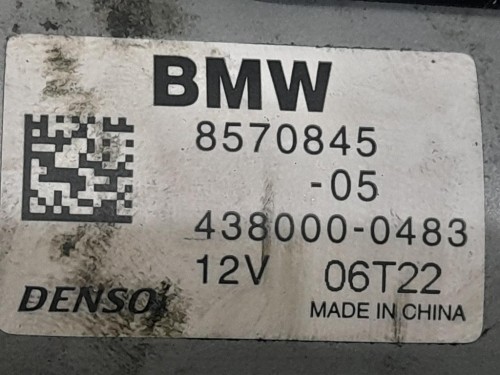 BMW
8570845
-05
438000-0483
12V 06T22
DENSO MADE IN CHINA